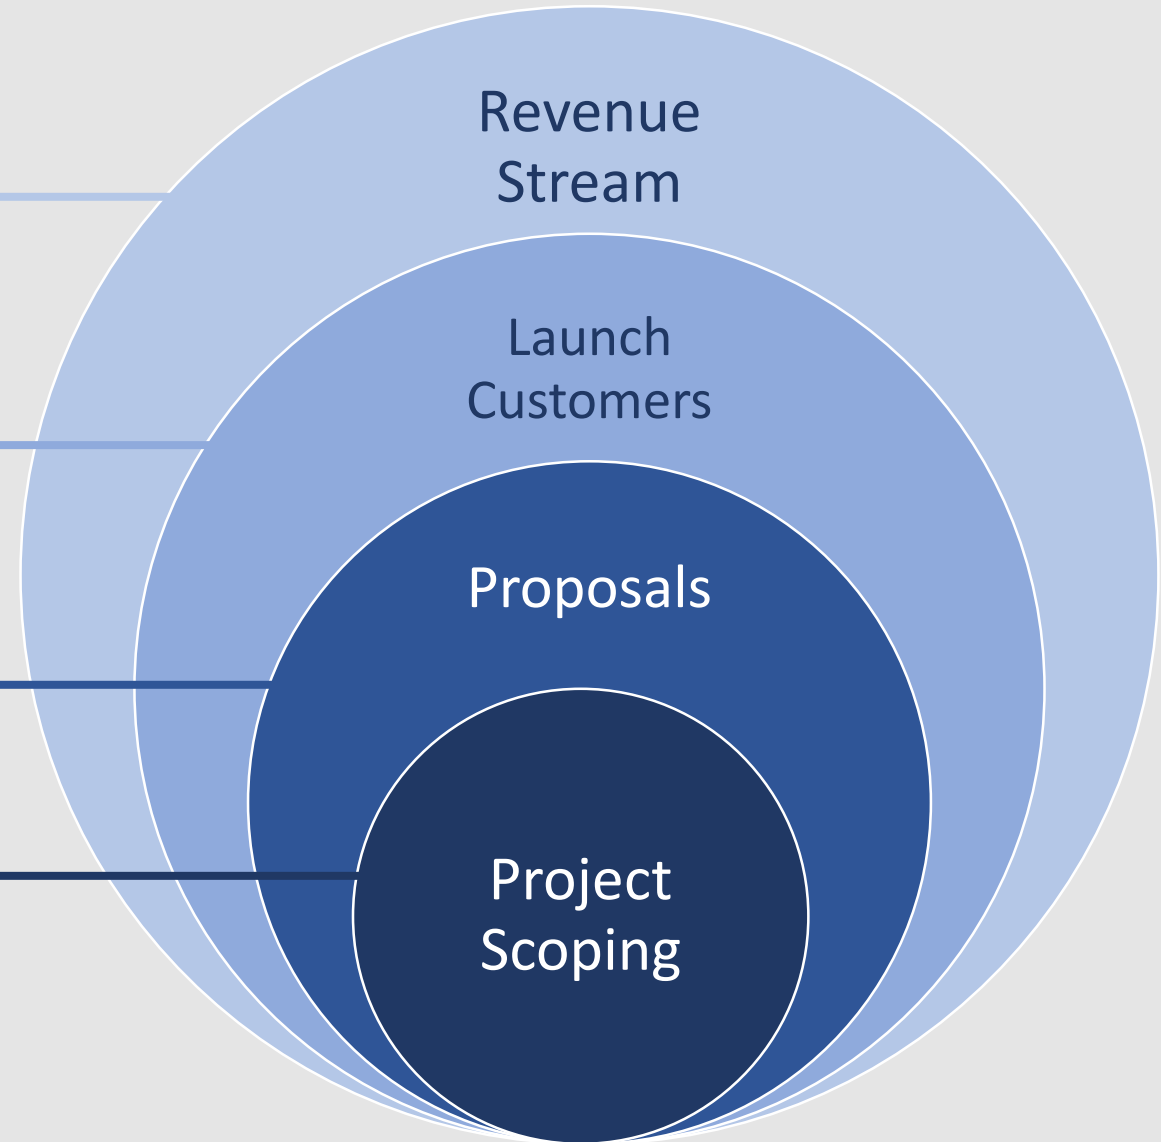 Revenue
Stream
Launch
Customers
Proposals
Project
Scoping